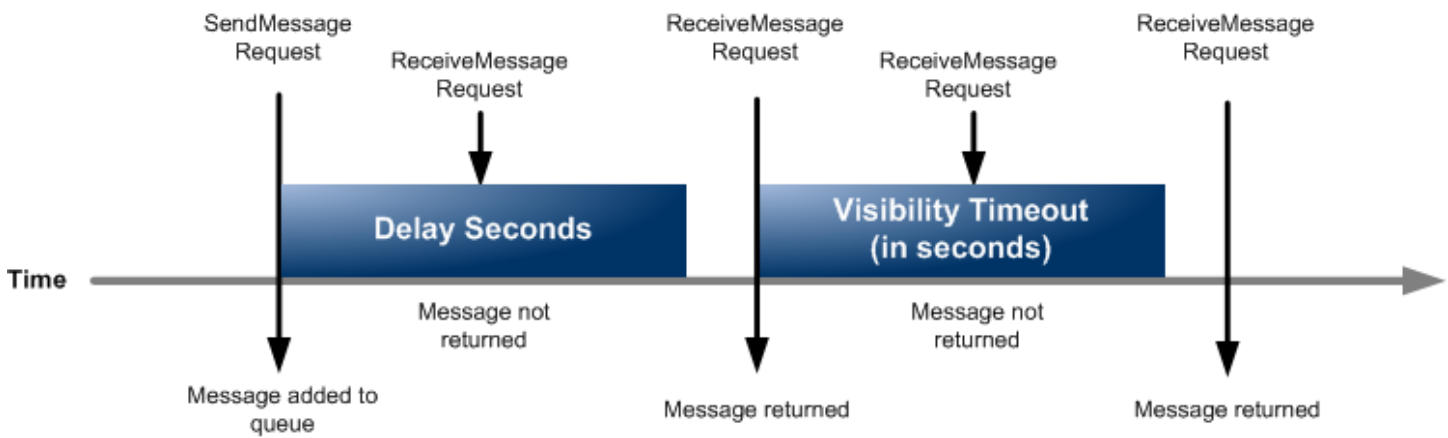 SendMessage
Request
ReceiveMessage
Request
ReceiveMessage
Request
ReceiveMessage
Request
ReceiveMessage
Request
Delay Seconds
Visibility Timeout
(in seconds)
Time
Message not
returned
Message not
returned
Message added to
queue
Message returned
Message returned